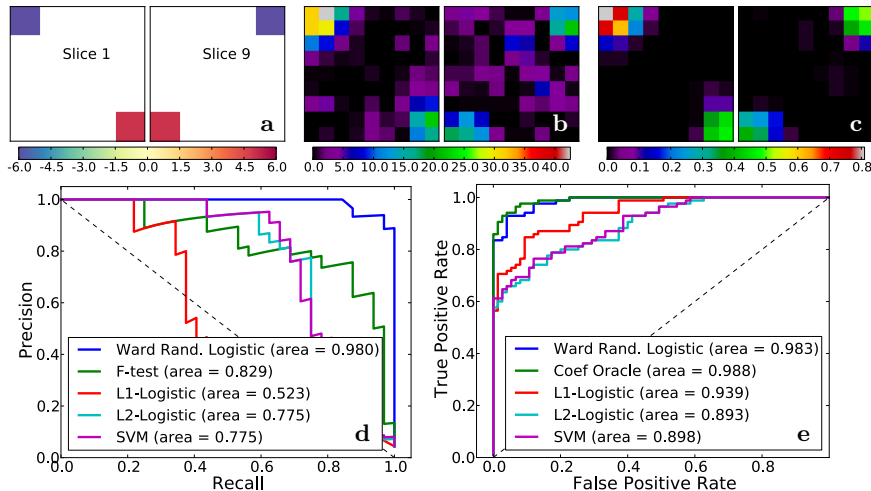 Slice 1
Slice 9
a
b
c
-6.0 -4.5 -3.0 -1.5 0.0 1.5 3.0 4.5 6.0
0.0 5.0 10.0 15.0 20.0 25.0 30.0 35.0 40.0
0.0 0.1 0.2 0.3 0.4 0.5 0.6 0.7 0.8
1.0
0.8
0.6
0.4
0.2
0.0
Precision
0.0 0.2 0.4 0.6 0.8 1.0
Recall
Ward Rand. Logistic (area = 0.980)
F-test (area = 0.829)
L1-Logistic (area = 0.523)
L2-Logistic (area = 0.775)
SVM (area = 0.775)
d
1.0
0.8
0.6
0.4
0.2
0.0
True Positive Rate
0.0 0.2 0.4 0.6 0.8
False Positive Rate
Ward Rand. Logistic (area = 0.983)
Coef Oracle (area = 0.988)
L1-Logistic (area = 0.939)
L2-Logistic (area = 0.893)
SVM (area = 0.898)
e